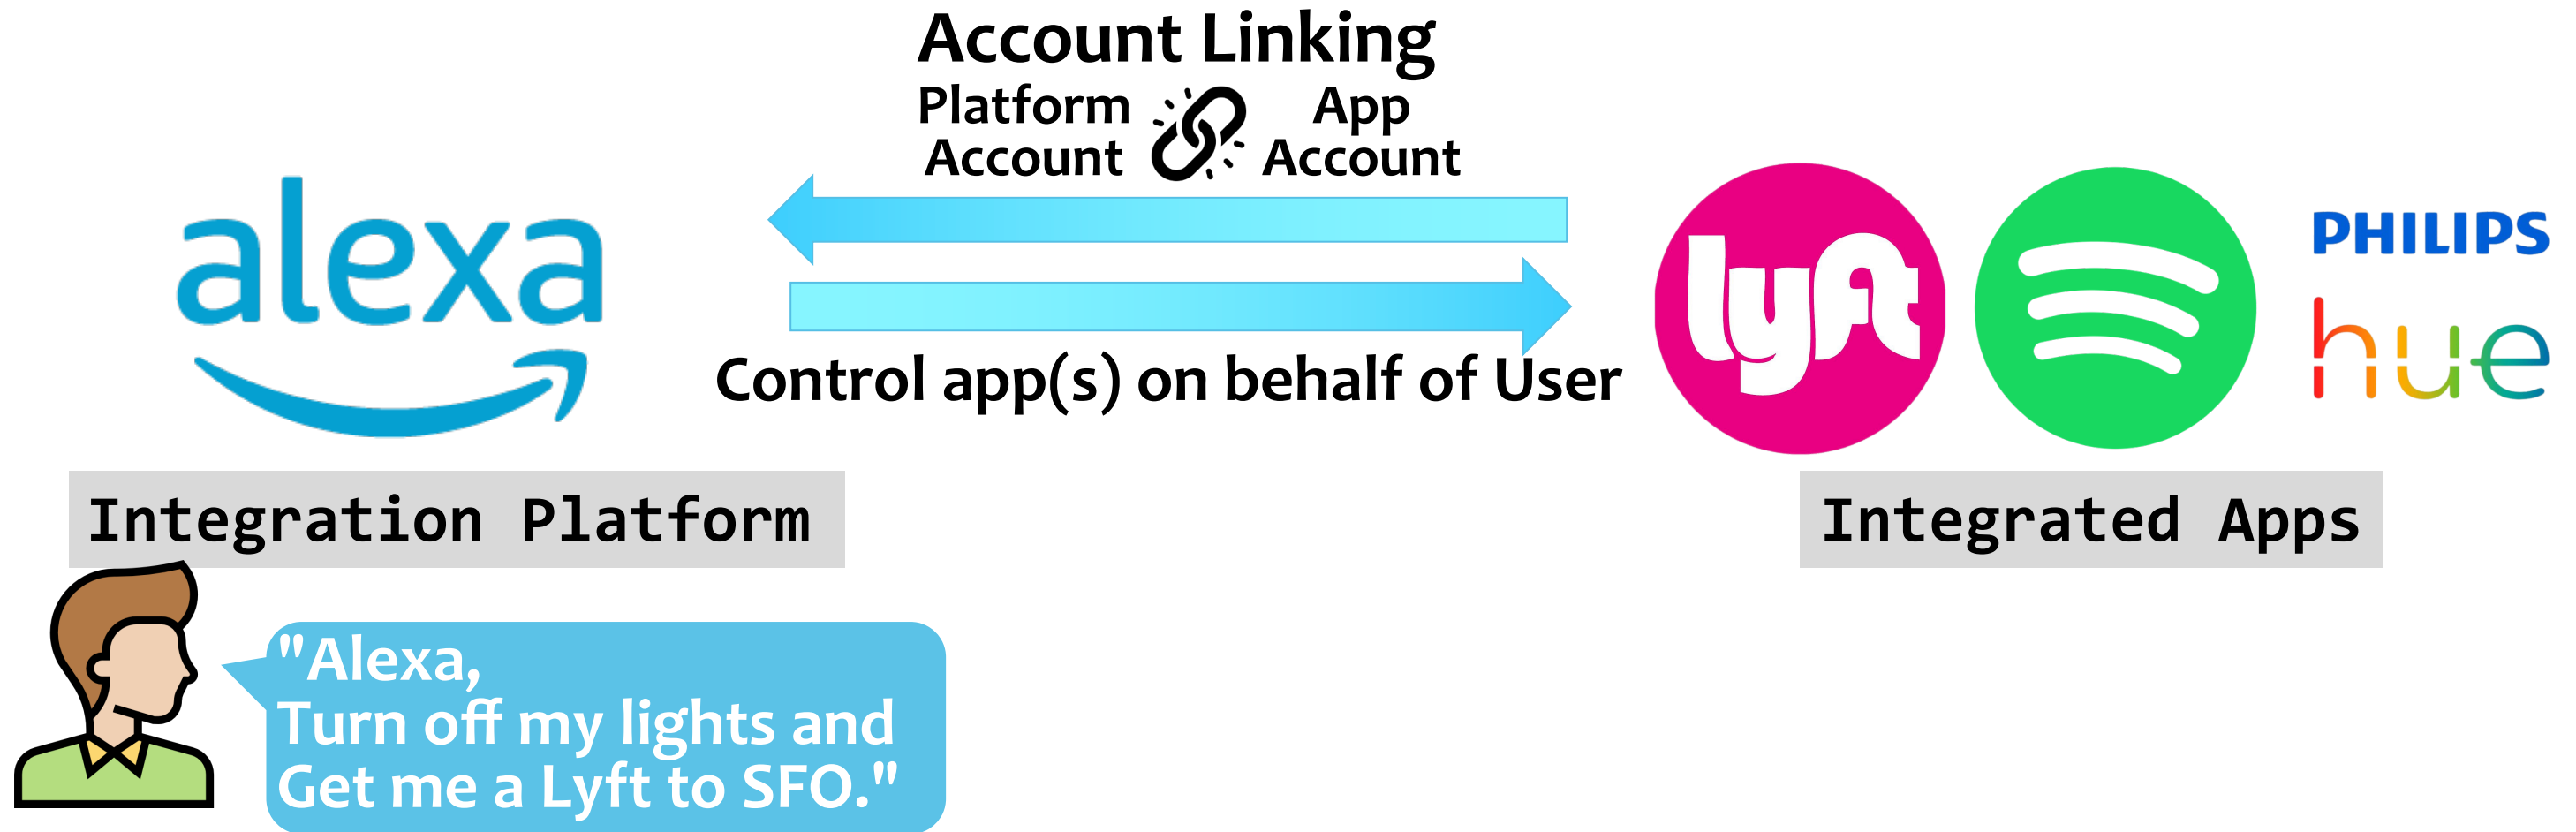 Account Linking
Platform App
Account Account
alexa
lyft
PHILIPS
hue
Control app(s) on behalf of User
Integration Platform
Integrated Apps
"Alexa,
Turn off my lights and
Get me a Lyft to SFO."